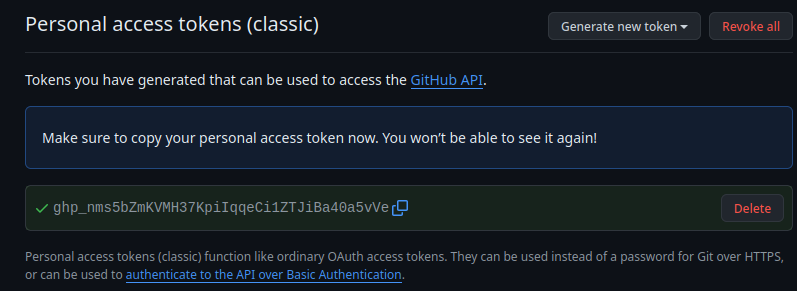 Personal access tokens (classic)
Generate new token
Revoke all
Tokens you have generated that can be used to access the GitHub API.
Make sure to copy your personal access token now. You won’t be able to see it again!
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
Delete
Personal access tokens (classic) function like ordinary OAuth access tokens. They can be used instead of a password for Git over HTTPS,
or can be used to authenticate to the API over Basic Authentication.